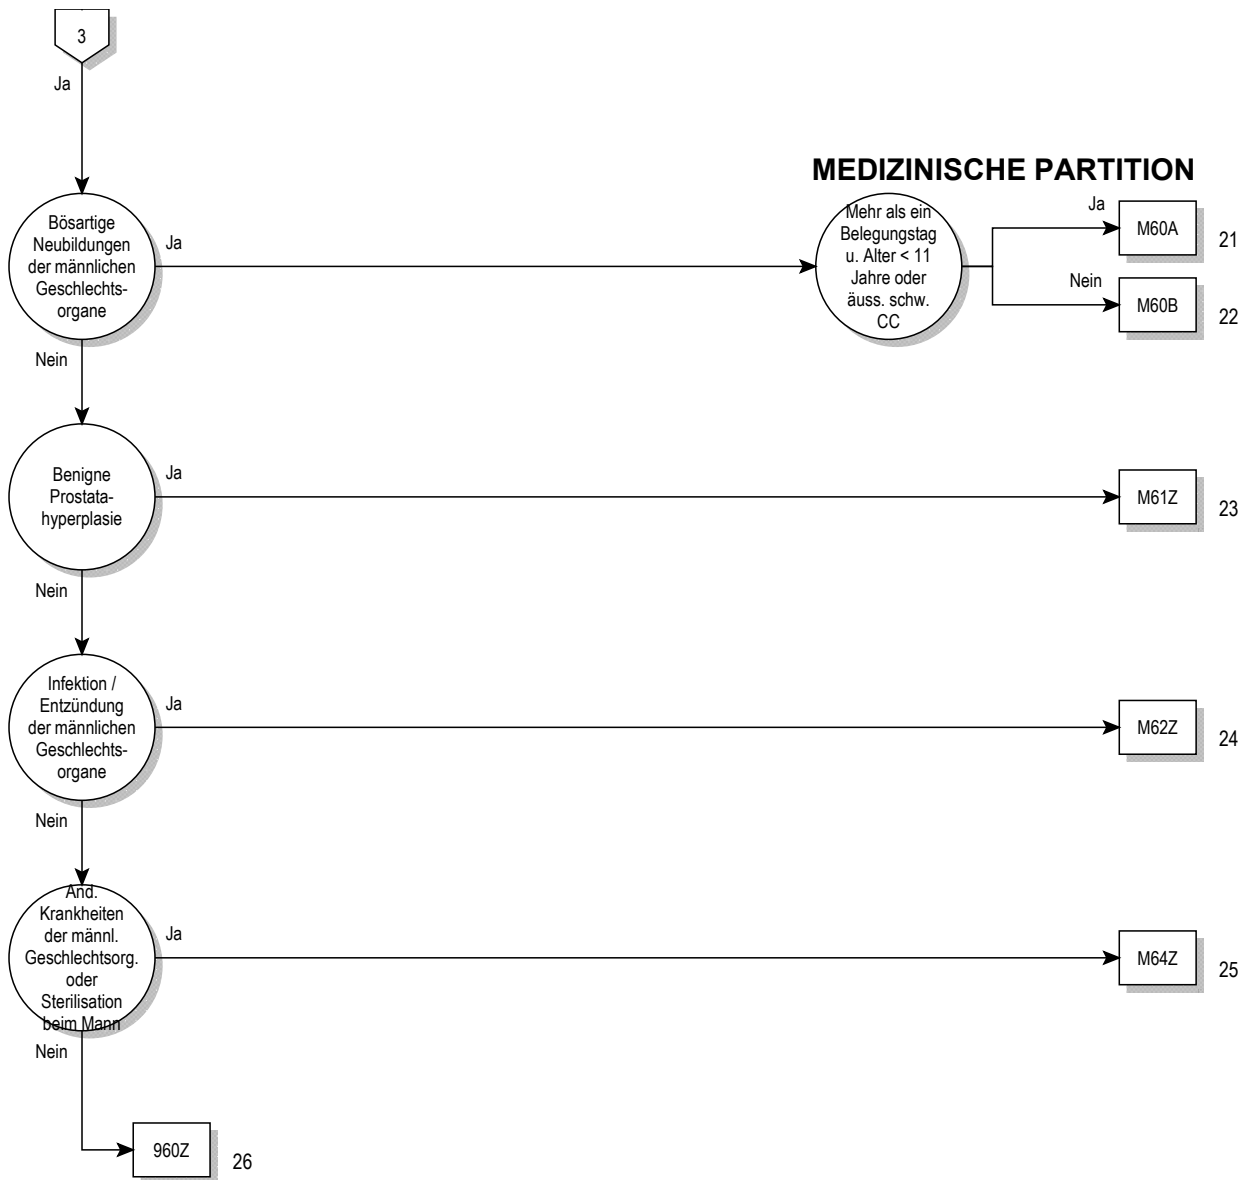 3
Ja
MEDIZINISCHE PARTITION
Bösartige
Neubildungen
der männlichen
Geschlechts-
organe
Ja
Mehr als ein
Belegungstag
u. Alter < 11
Jahre oder
äuss. schw.
CC
Ja
M60A
21
Nein
M60B
22
Nein
Benigne
Prostata-
hyperplasie
Ja
M61Z
23
Nein
Infektion /
Entzündung
der männlichen
Geschlechts-
organe
Ja
M62Z
24
Nein
And.
Krankheiten
der männl.
Geschlechtsorg.
oder
Sterilisation
beim Mann
Ja
M64Z
25
Nein
960Z
26